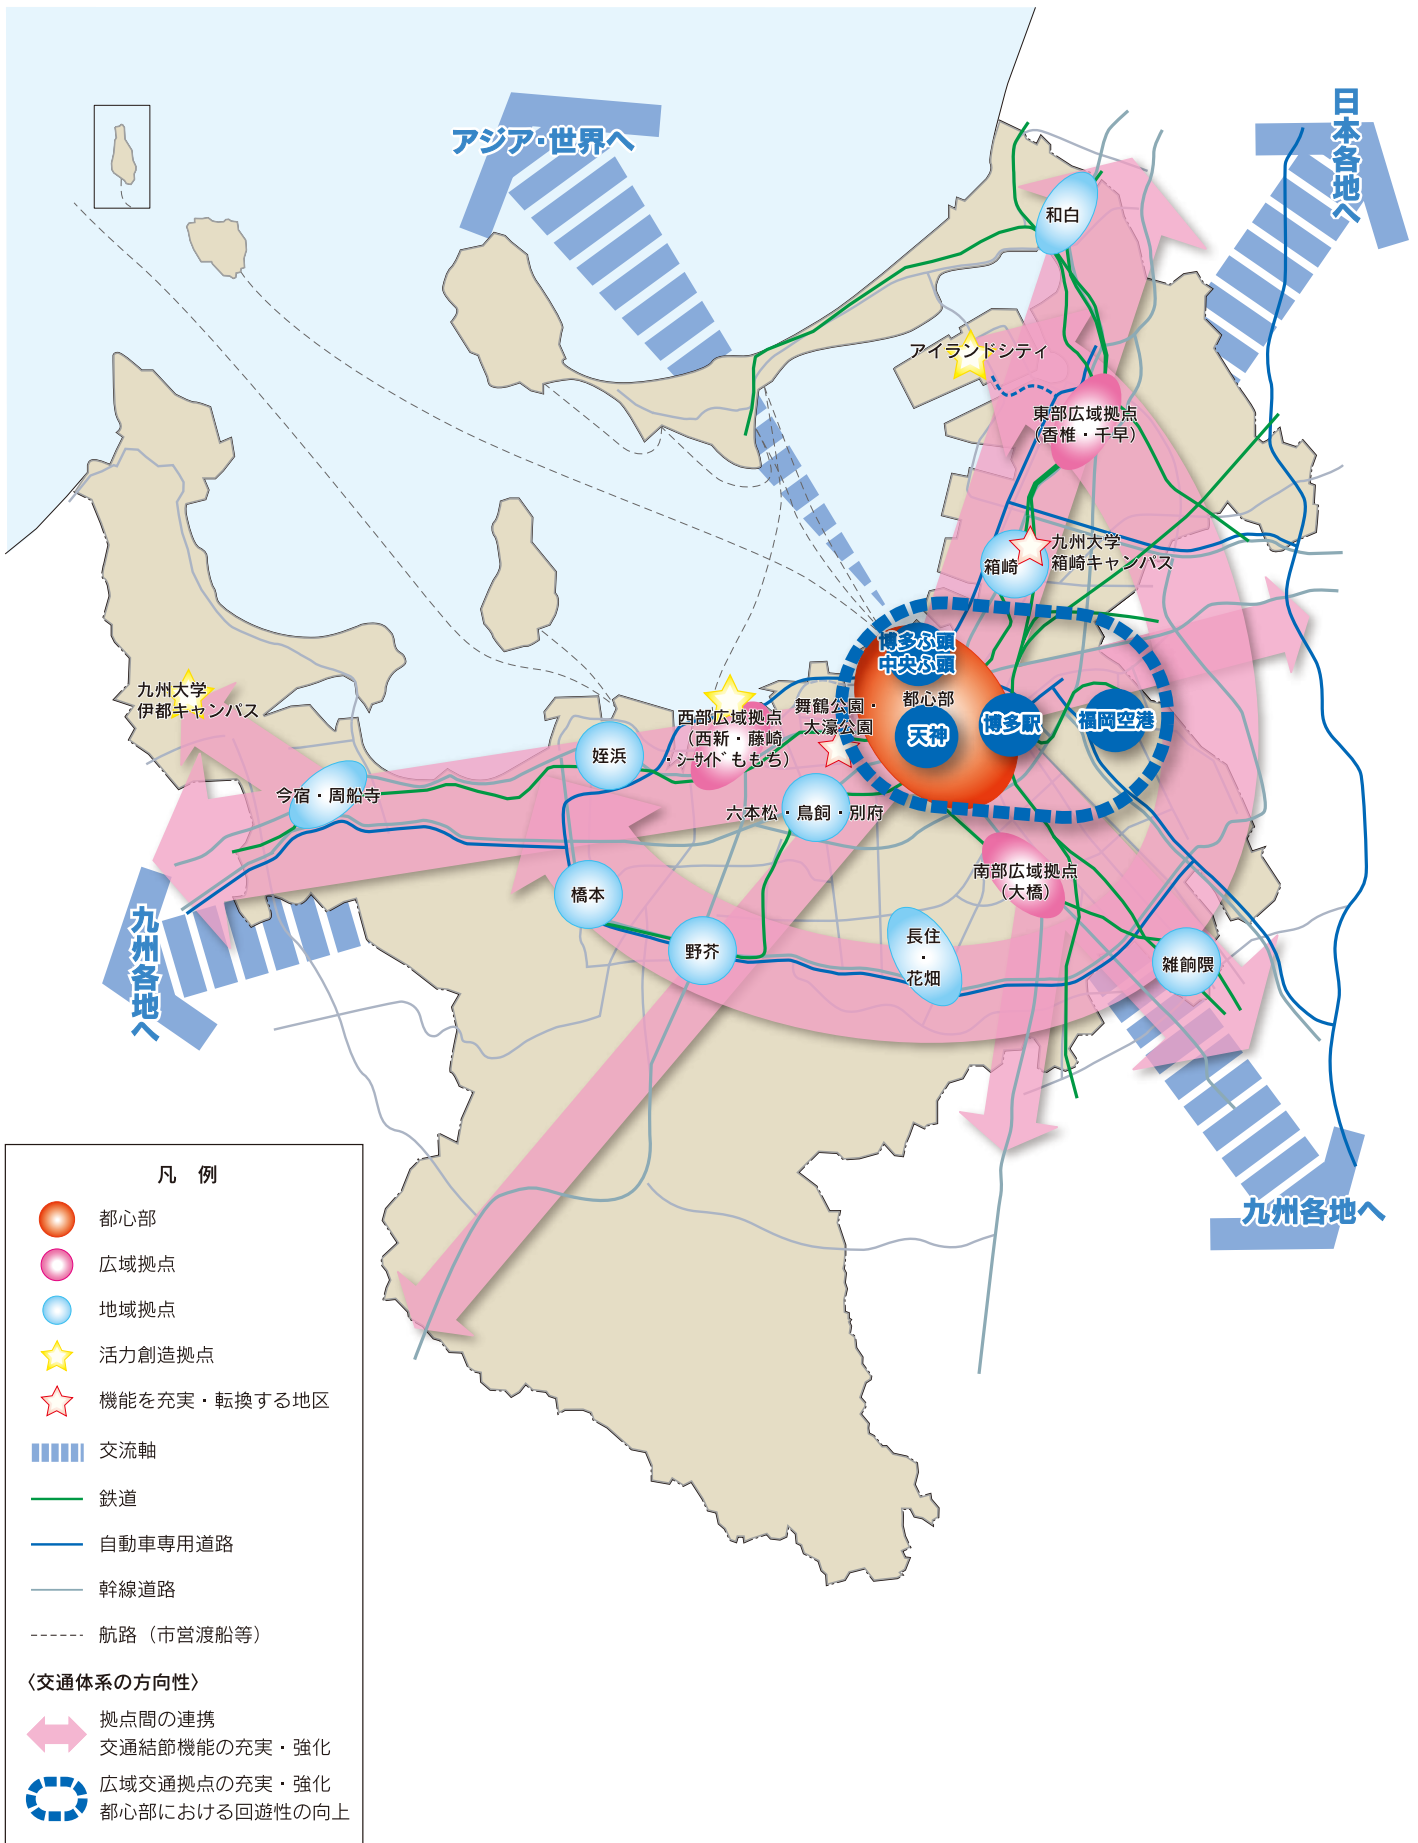 アジア・世界へ
日本各地へ
和白
アイランドシティ
東部広域拠点
（香椎・千早）
九州大学
箱崎キャンパス
箱崎
博多ふ頭
中央ふ頭
九州大学
伊都キャンパス
都心部
舞鶴公園・
大濠公園
西部広域拠点
（西新・藤崎
・シーサイドももち）
天神
博多駅
福岡空港
姪浜
今宿・周船寺
六本松・鳥飼・別府
南部広域拠点
（大橋）
橋本
九州各地へ
野芥
長住
・
花畑
雑餉隈
九州各地へ
凡　例
都心部
広域拠点
地域拠点
活力創造拠点
機能を充実・転換する地区
交流軸
鉄道
自動車専用道路
幹線道路
航路（市営渡船等）
〈交通体系の方向性〉
拠点間の連携
交通結節機能の充実・強化
広域交通拠点の充実・強化
都心部における回遊性の向上